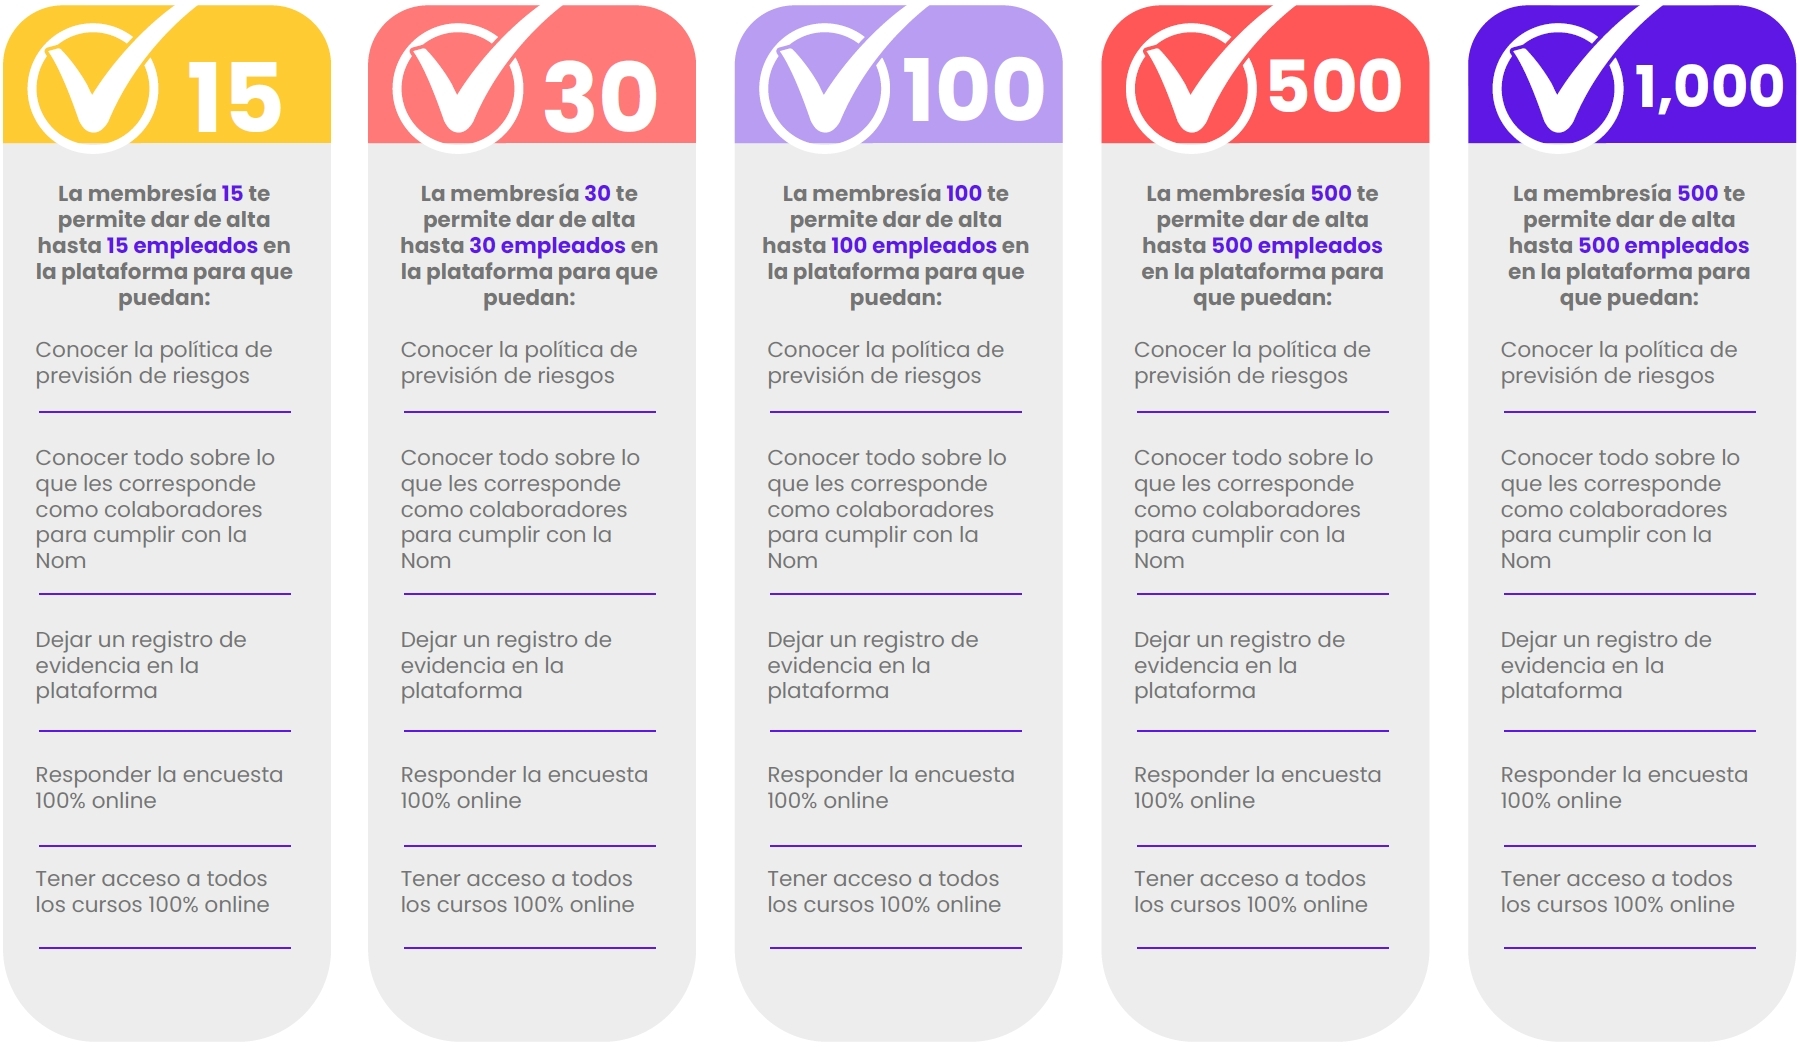 15
La membresía 15 te
permite dar de alta
hasta 15 empleados en
la plataforma para que
puedan:
Conocer la política de
previsión de riesgos
Conocer todo sobre lo
que les corresponde
como colaboradores
para cumplir con la
Nom
Dejar un registro de
evidencia en la
plataforma
Responder la encuesta
100% online
Tener acceso a todos
los cursos 100% online
30
La membresía 30 te
permite dar de alta
hasta 30 empleados en
la plataforma para que
puedan:
Conocer la política de
previsión de riesgos
Conocer todo sobre lo
que les corresponde
como colaboradores
para cumplir con la
Nom
Dejar un registro de
evidencia en la
plataforma
Responder la encuesta
100% online
Tener acceso a todos
los cursos 100% online
100
La membresía 100 te
permite dar de alta
hasta 100 empleados en
la plataforma para que
puedan:
Conocer la política de
previsión de riesgos
Conocer todo sobre lo
que les corresponde
como colaboradores
para cumplir con la
Nom
Dejar un registro de
evidencia en la
plataforma
Responder la encuesta
100% online
Tener acceso a todos
los cursos 100% online
500
La membresía 500 te
permite dar de alta
hasta 500 empleados
en la plataforma para
que puedan:
Conocer la política de
previsión de riesgos
Conocer todo sobre lo
que les corresponde
como colaboradores
para cumplir con la
Nom
Dejar un registro de
evidencia en la
plataforma
Responder la encuesta
100% online
Tener acceso a todos
los cursos 100% online
1,000
La membresía 500 te
permite dar de alta
hasta 500 empleados
en la plataforma para
que puedan:
Conocer la política de
previsión de riesgos
Conocer todo sobre lo
que les corresponde
como colaboradores
para cumplir con la
Nom
Dejar un registro de
evidencia en la
plataforma
Responder la encuesta
100% online
Tener acceso a todos
los cursos 100% online